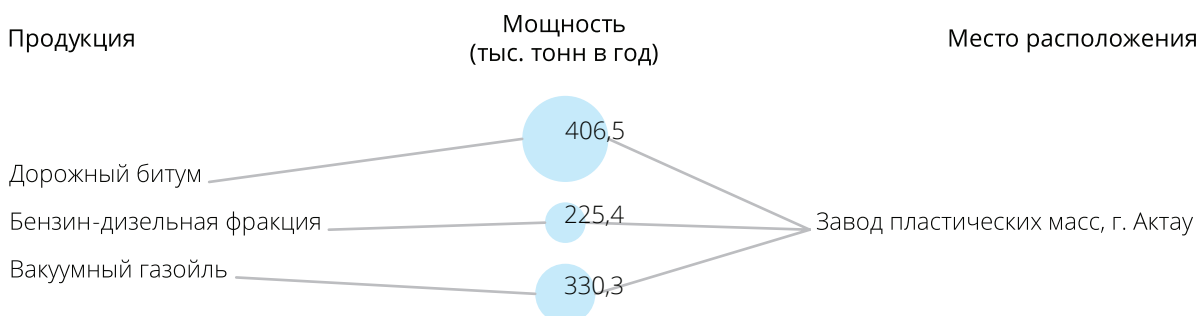 Продукция
Мощность
(тыс. тонн в год)
Место расположения
406,5
Дорожный битум
Бензин-дизельная фракция
225,4
Завод пластических масс, г. Актау
Вакуумный газойль
330,3